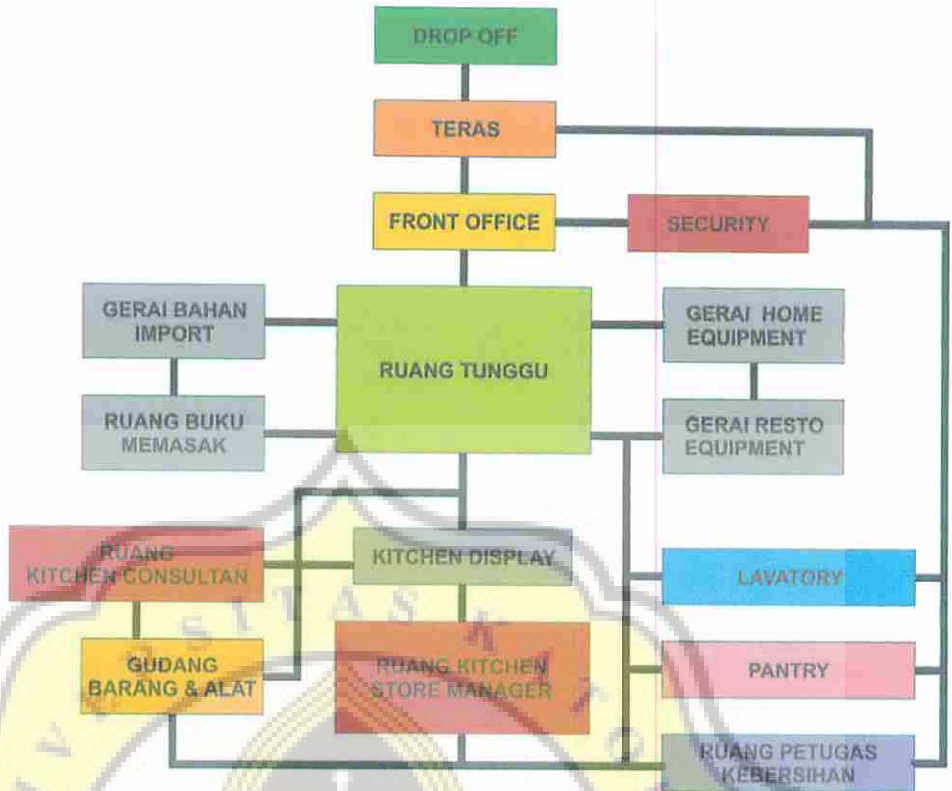 DROP OFF
TERAS
FRONT OFFICE
SECURITY
GERAI BAHAN
IMPORT
RUANG TUNGGU
GERAI HOME
EQUIPMENT
RUANG BUKU
MEMASAK
GERAI RESTO
EQUIPMENT
RUANG
KITCHEN CONSULTAN
KITCHEN DISPLAY
LAVATORY
GUDANG
BARANG & ALAT
RUANG KITCHEN
STORE MANAGER
PANTRY
RUANG PETUGAS
KEBERSIHAN